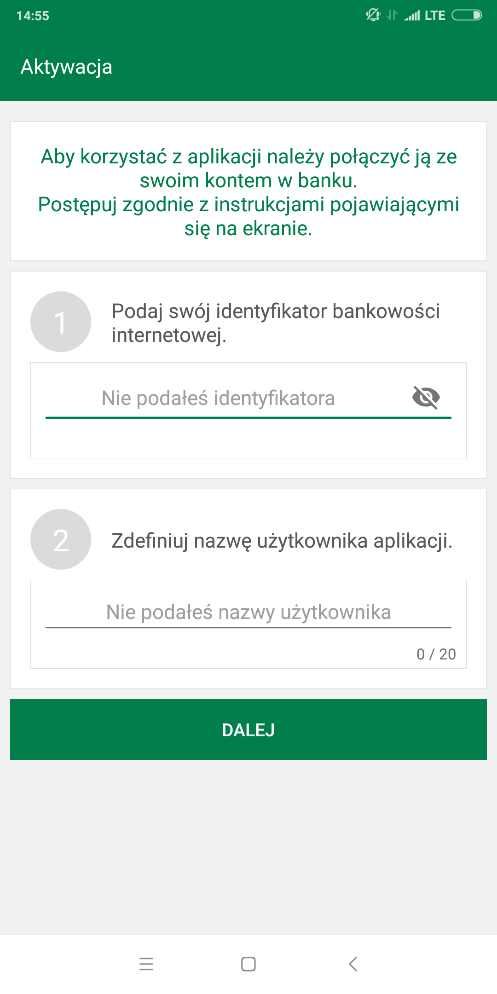 14:55
LTE
Aktywacja
Aby korzystać z aplikacji należy połączyć ją ze
swoim kontem w banku.
Postępuj zgodnie z instrukcjami pojawiającymi
się na ekranie.
1
Podaj swój identyfikator bankowości
internetowej.
Nie podałeś identyfikatora
2
Zdefiniuj nazwę użytkownika aplikacji.
Nie podałeś nazwy użytkownika
0 / 20
DALEJ